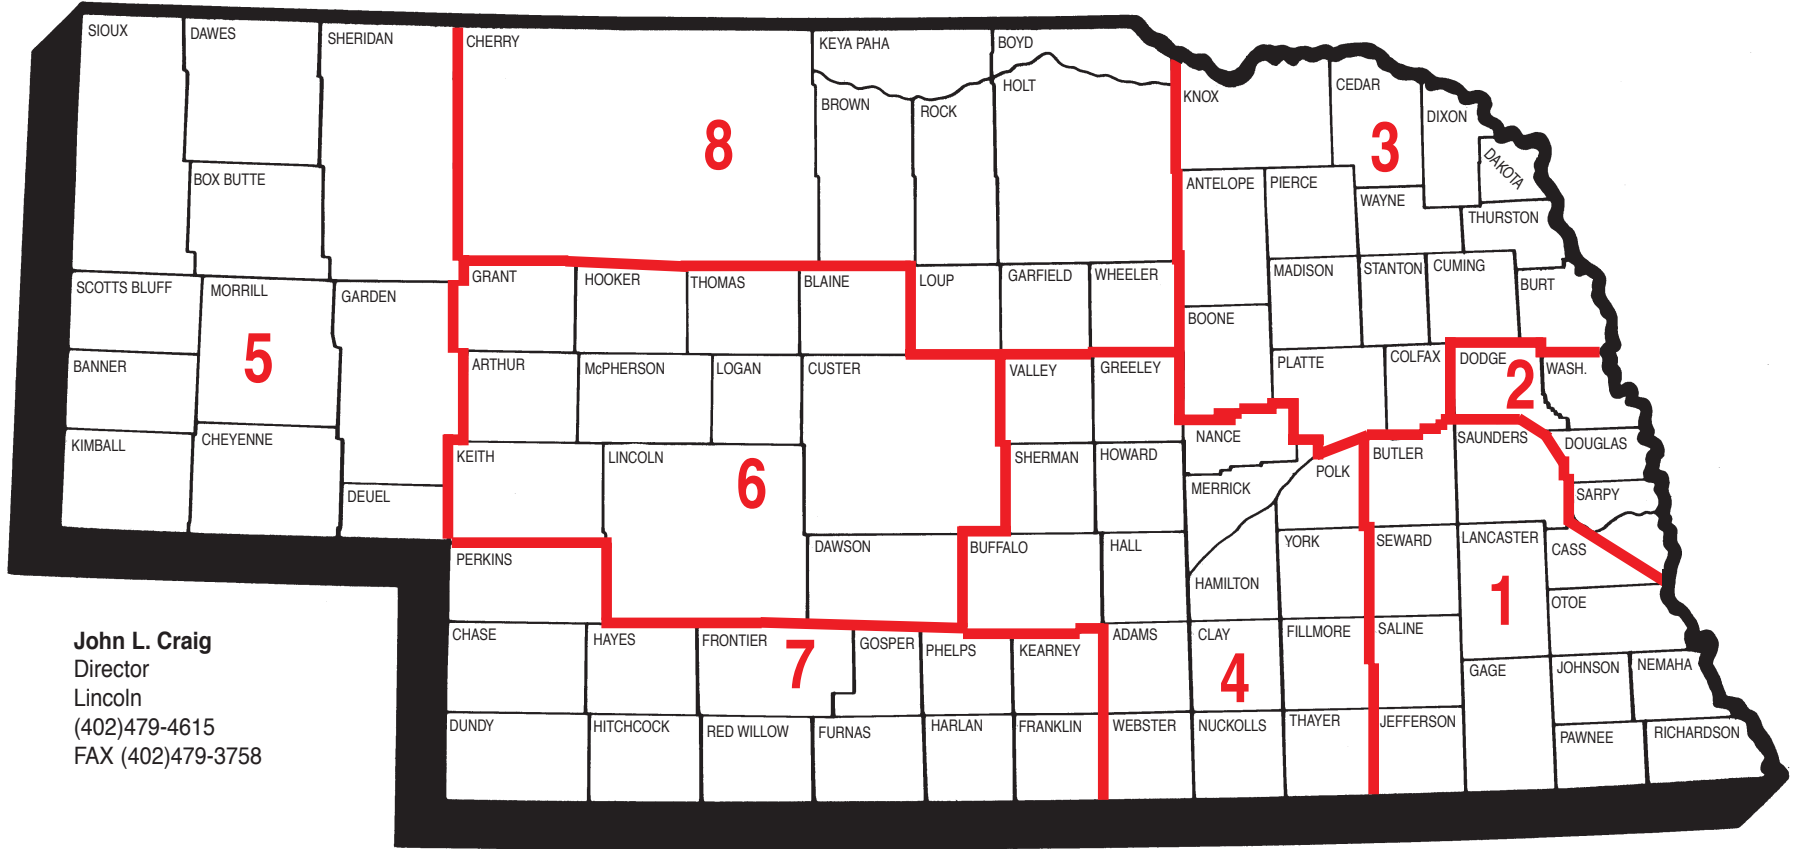 SIOUX
DAWES
SHERIDAN
CHERRY
KEYA PAHA
BOYD
HOLT
BROWN
ROCK
KNOX
CEDAR
DIXON
DAKOTA
8
3
BOX BUTTE
ANTELOPE
PIERCE
WAYNE
THURSTON
SCOTTS BLUFF
MORRILL
GARDEN
GRANT
HOOKER
THOMAS
BLAINE
LOUP
GARFIELD
WHEELER
MADISON
STANTON
CUMING
BURT
BOONE
5
BANNER
ARTHUR
McPHERSON
LOGAN
CUSTER
VALLEY
GREELEY
PLATTE
COLFAX
DODGE
2
WASH.
KIMBALL
CHEYENNE
KEITH
LINCOLN
6
SHERMAN
HOWARD
NANCE
MERRICK
POLK
BUTLER
SAUNDERS
DOUGLAS
SARPY
DEUEL
PERKINS
DAWSON
BUFFALO
HALL
HAMILTON
YORK
SEWARD
LANCASTER
CASS
1
OTOE
CHASE
HAYES
FRONTIER
7
GOSPER
PHELPS
KEARNEY
ADAMS
CLAY
4
FILLMORE
SALINE
GAGE
JOHNSON
NEMAHA
DUNDY
HITCHCOCK
RED WILLOW
FURNAS
HARLAN
FRANKLIN
WEBSTER
NUCKOLLS
THAYER
JEFFERSON
PAWNEE
RICHARDSON
John L. Craig
Director
Lincoln
(402)479-4615
FAX (402)479-3758